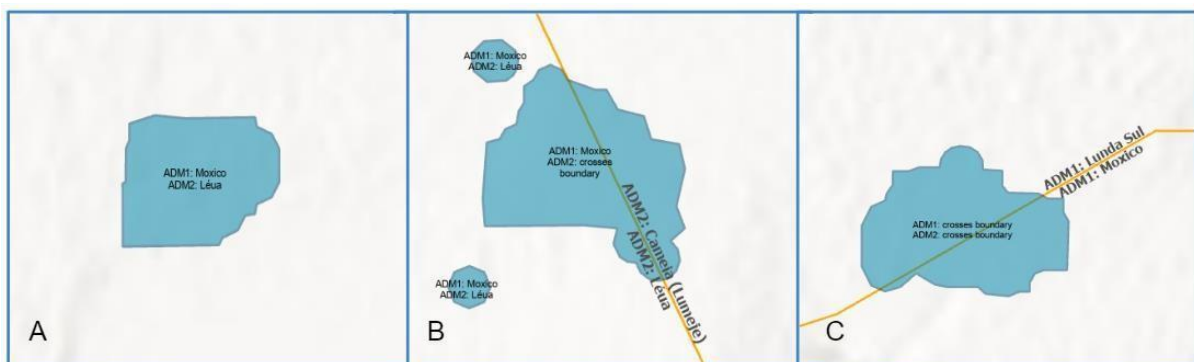 ADM1: Moxico
ADM2: Léua
A
ADM1: Moxico
ADM2: Léua
ADM1: Moxico
ADM2: crosses
boundary
ADM2: Cameia (Lumeje)
ADM2: Léua
ADM1: Moxico
ADM2: Léua
B
ADM1: Lunda Sul
ADM1: Moxico
ADM1: crosses boundary
ADM2: crosses boundary
C